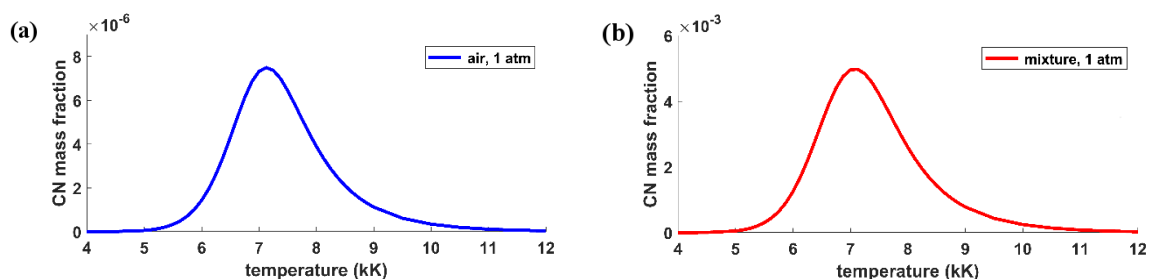 (a)
×10⁻⁶
air, 1 atm
CN mass fraction
8
6
4
2
0
4 5 6 7 8 9 10 11 12
temperature (kK)
(b)
×10⁻³
mixture, 1 atm
CN mass fraction
6
4
2
0
4 5 6 7 8 9 10 11 12
temperature (kK)